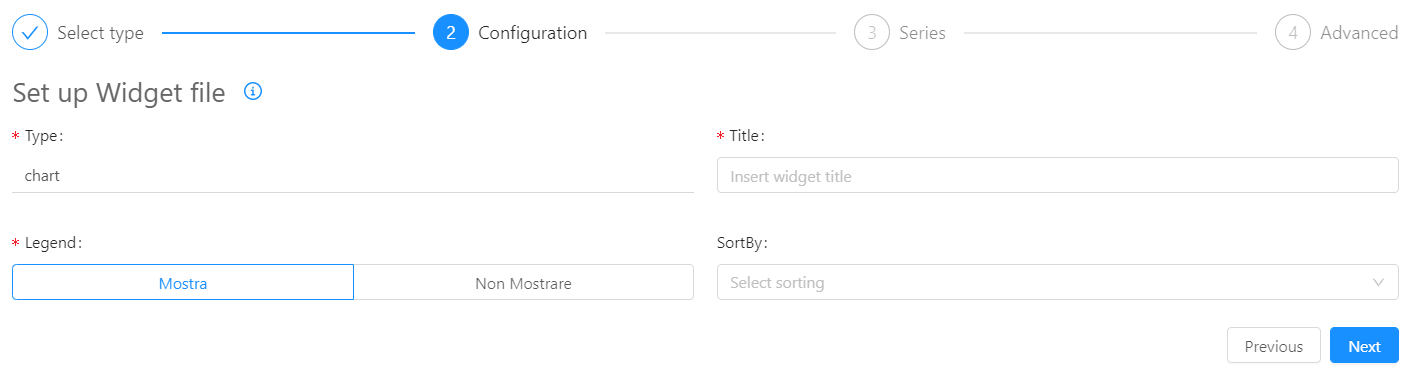 Select type 2 Configuration 3 Series 4 Advanced
Set up Widget file
* Type: * Title:
chart Insert widget title
* Legend: SortBy:
Mostra Non Mostrare Select sorting
Previous Next